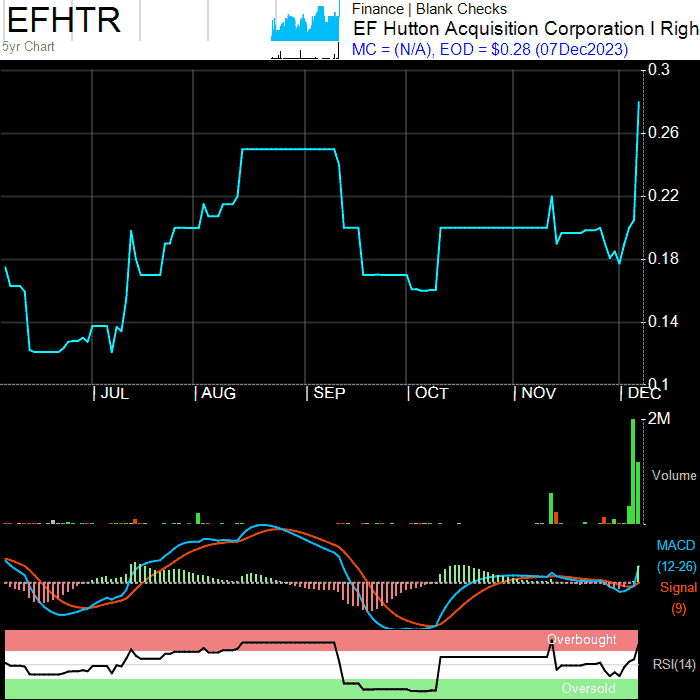 EFHTR
5yr Chart
Finance | Blank Checks
EF Hutton Acquisition Corporation I Righ
MC = (N/A), EOD = $0.28 (07Dec2023)
0.3
0.26
0.22
0.18
0.14
0.1
JUL
AUG
SEP
OCT
NOV
DEC
2M
Volume
MACD
(12-26)
Signal
(9)
Overbought
RSI(14)
Oversold